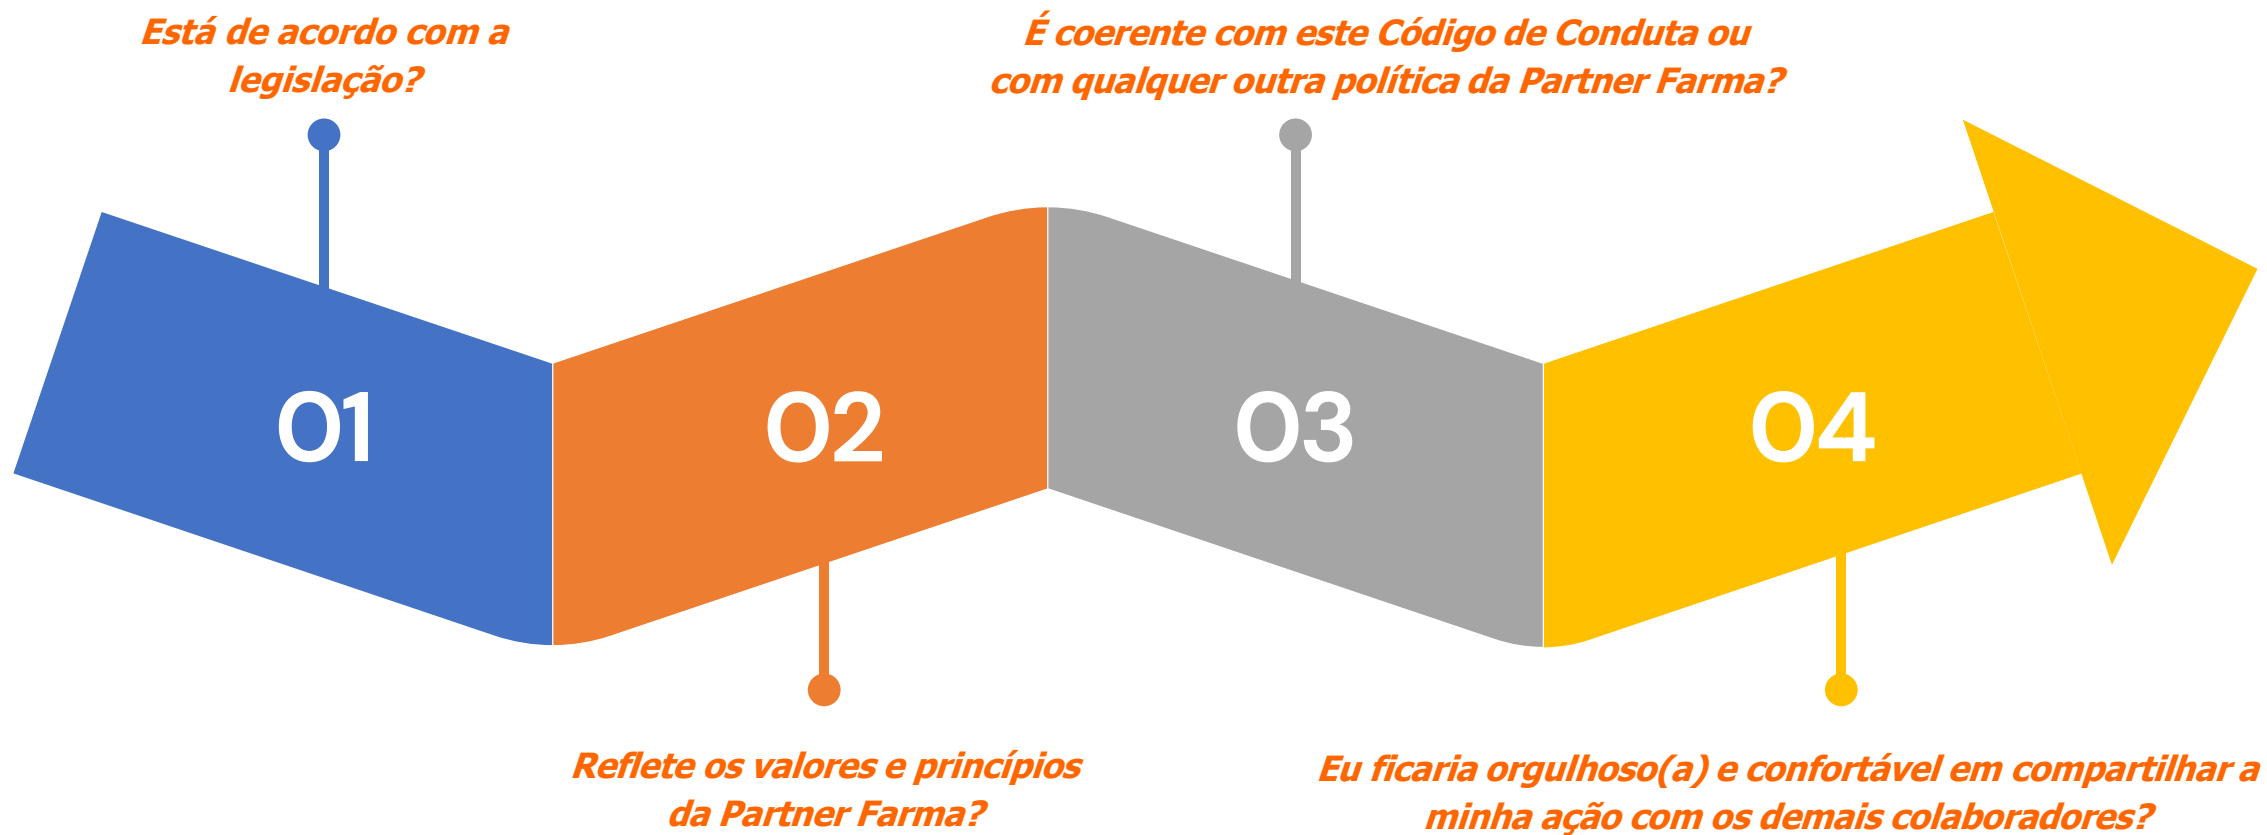 Está de acordo com a
legislação?
01
Reflete os valores e princípios
da Partner Farma?
02
É coerente com este Código de Conduta ou
com qualquer outra política da Partner Farma?
03
Eu ficaria orgulhoso(a) e confortável em compartilhar a
minha ação com os demais colaboradores?
04